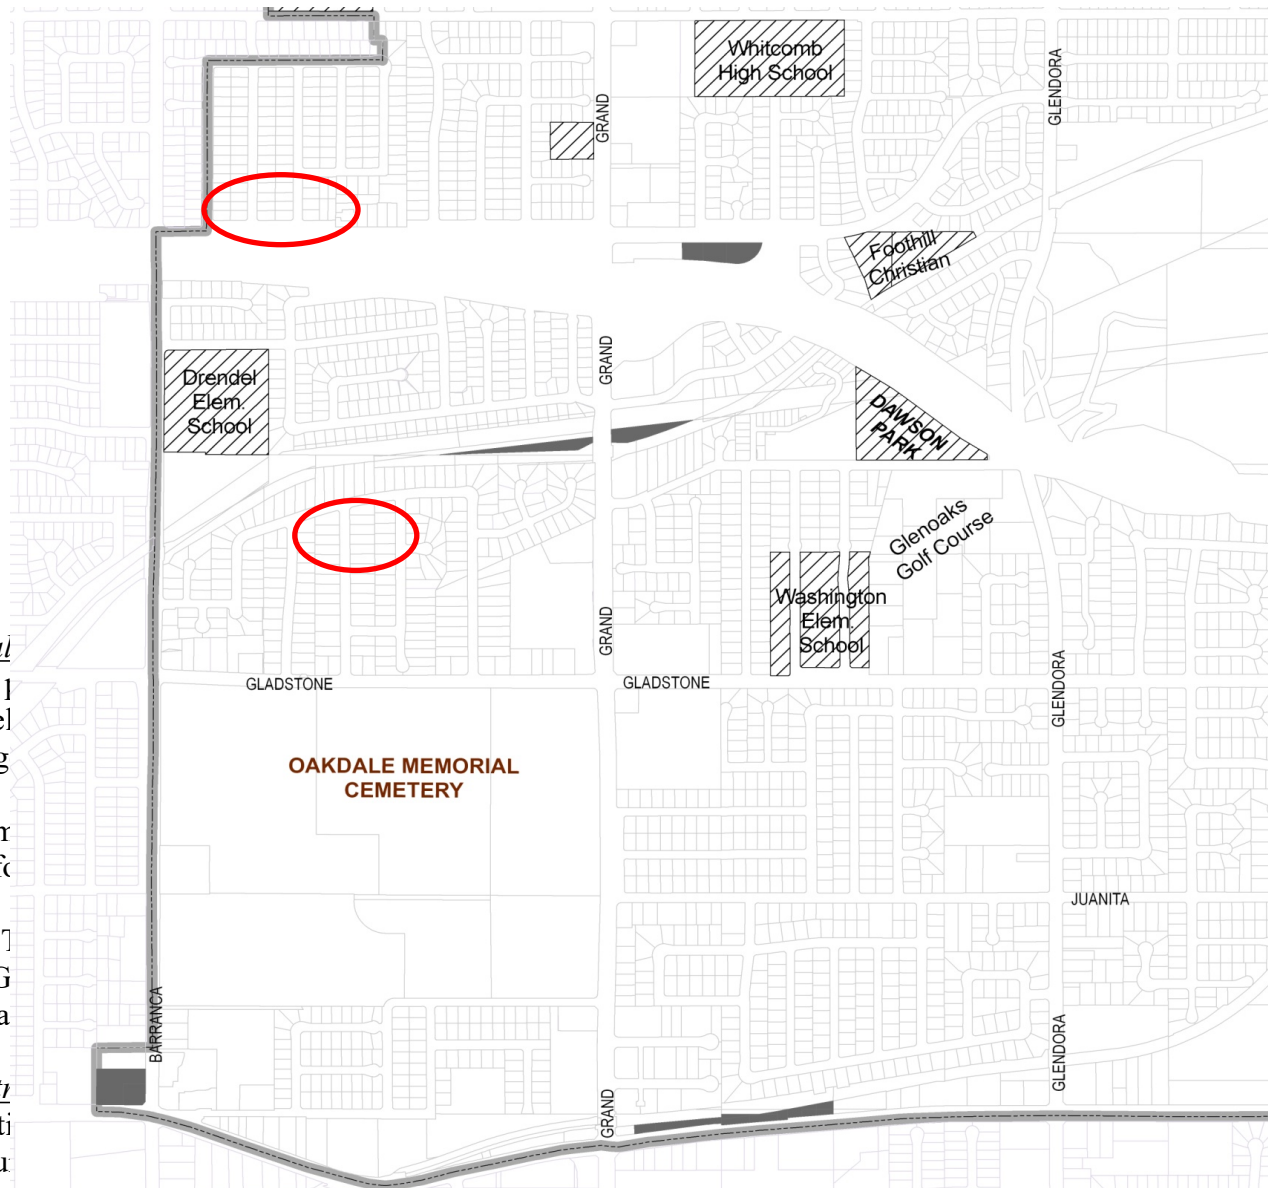 Whitcomb
High School
GRAND
GLENDORA
Foothill
Christian
GRAND
Drendel
Elem.
School
DAWSON
PARK
Glenoaks
Golf Course
Washington
Elem.
School
GRAND
GLADSTONE
GLADSTONE
GLENDORA
OAKDALE MEMORIAL
CEMETERY
JUANITA
BARRANCA
GLENDORA
GRAND